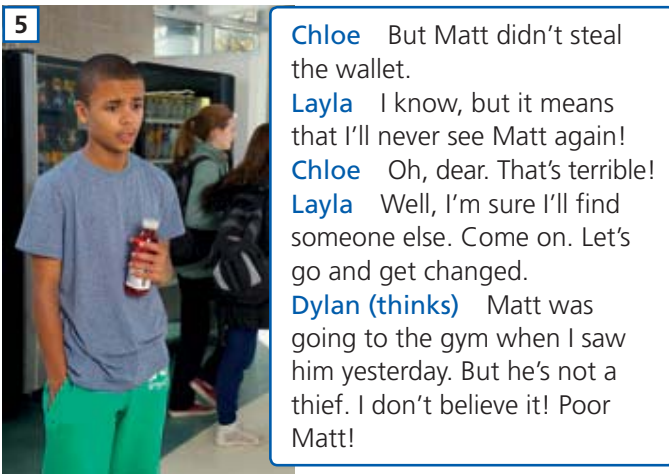 5
Chloe But Matt didn't steal
the wallet.
Layla I know, but it means
that I'll never see Matt again!
Chloe Oh, dear. That's terrible!
Layla Well, I'm sure I'll find
someone else. Come on. Let's
go and get changed.
Dylan (thinks) Matt was
going to the gym when I saw
him yesterday. But he's not a
thief. I don't believe it! Poor
Matt!